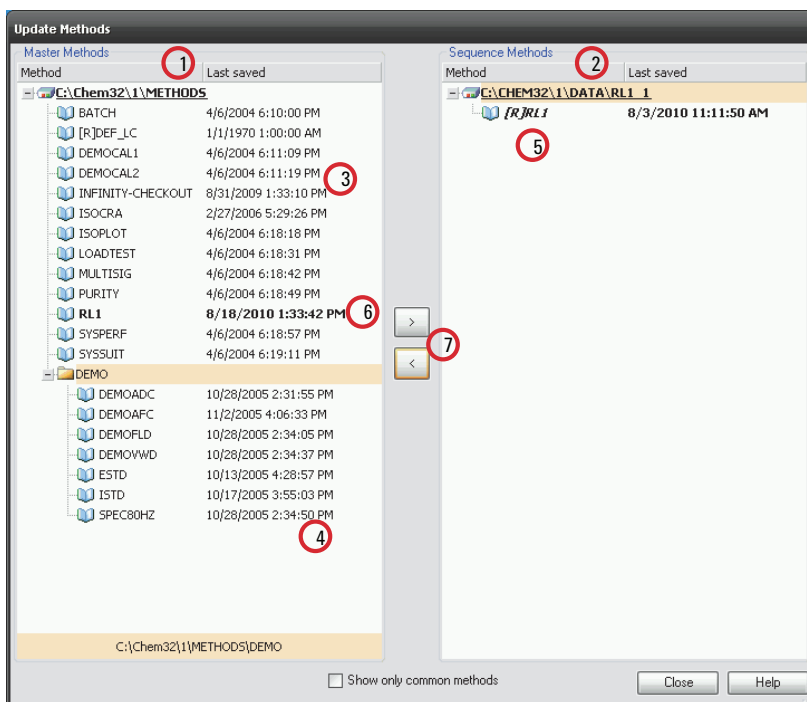 Update Methods
Master Methods
1
Method Last saved
C:\Chem32\1\METHODS
BATCH 4/6/2004 6:10:00 PM
[R]DEF_LC 1/1/1970 1:00:00 AM
DEMOCAL1 4/6/2004 6:11:09 PM
DEMOCAL2 4/6/2004 6:11:19 PM
3
INFINITY-CHECKOUT 8/31/2009 1:33:10 PM
ISOCRA 2/27/2006 5:29:26 PM
ISOPLOT 4/6/2004 6:18:18 PM
LOADTEST 4/6/2004 6:18:31 PM
MULTISIG 4/6/2004 6:18:42 PM
PURITY 4/6/2004 6:18:49 PM
RL1 8/18/2010 1:33:42 PM 6
SYSPERF 4/6/2004 6:18:57 PM
SYSSUIT 4/6/2004 6:19:11 PM
DEMO
DEMOADC 10/28/2005 2:31:55 PM
DEMOAFC 11/2/2005 4:06:33 PM
DEMOFLD 10/28/2005 2:34:05 PM
DEMOVWD 10/28/2005 2:34:37 PM
ESTD 10/13/2005 4:28:57 PM
ISTD 10/17/2005 3:55:03 PM
SPEC80HZ 10/28/2005 2:34:50 PM
4
C:\Chem32\1\METHODS\DEMO
>
7
<
Sequence Methods
2
Method Last saved
C:\CHEM32\1\DATA\RL1_1
[R]RL1 8/3/2010 11:11:50 AM
5
Show only common methods
Close Help